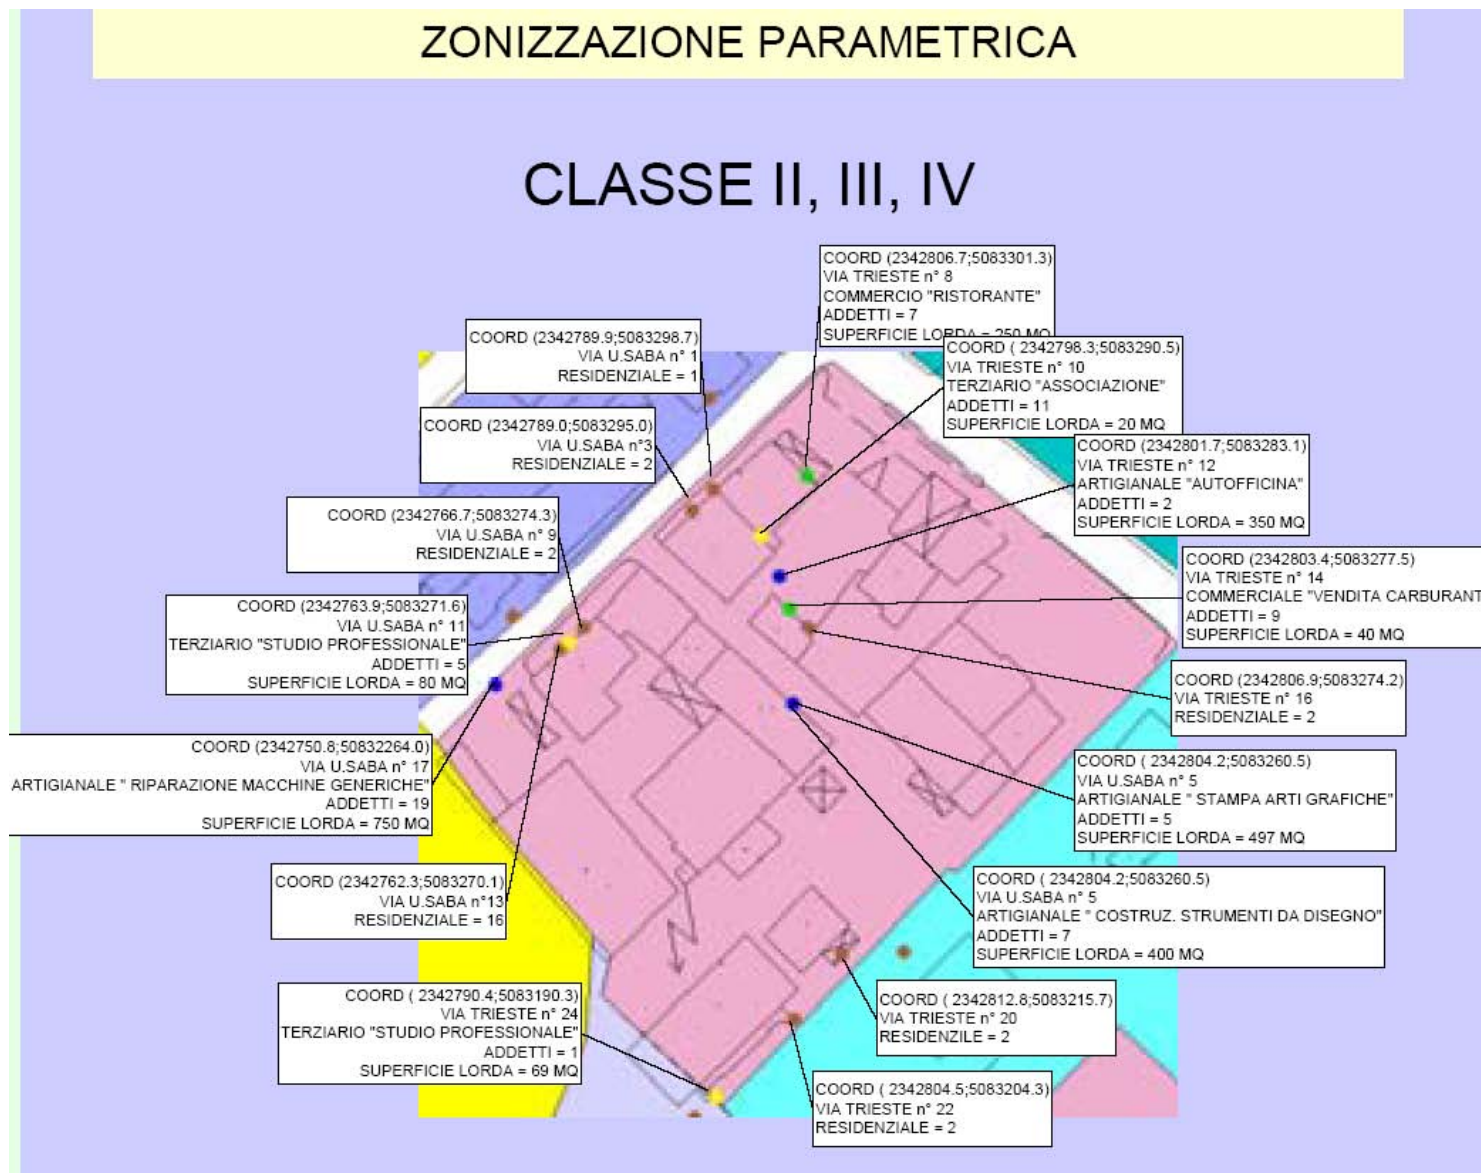 ZONIZZAZIONE PARAMETRICA
CLASSE II, III, IV
COORD (2342806.7;5083301.3)
VIA TRIESTE n° 8
COMMERCIO "RISTORANTE"
ADDETTI = 7
SUPERFICIE LORDA = 250 MQ
COORD (2342789.9;5083298.7)
VIA U.SABA n° 1
RESIDENZIALE = 1
COORD ( 2342798.3;5083290.5)
VIA TRIESTE n° 10
TERZIARIO "ASSOCIAZIONE"
ADDETTI = 11
SUPERFICIE LORDA = 20 MQ
COORD (2342789.0;5083295.0)
VIA U.SABA n°3
RESIDENZIALE = 2
COORD (2342801.7;5083283.1)
VIA TRIESTE n° 12
ARTIGIANALE "AUTOFFICINA"
ADDETTI = 2
SUPERFICIE LORDA = 350 MQ
COORD (2342766.7;5083274.3)
VIA U.SABA n° 9
RESIDENZIALE = 2
COORD (2342803.4;5083277.5)
VIA TRIESTE n° 14
COMMERCIALE "VENDITA CARBURANT
ADDETTI = 9
SUPERFICIE LORDA = 40 MQ
COORD (2342763.9;5083271.6)
VIA U.SABA n° 11
TERZIARIO "STUDIO PROFESSIONALE"
ADDETTI = 5
SUPERFICIE LORDA = 80 MQ
COORD (2342806.9;5083274.2)
VIA TRIESTE n° 16
RESIDENZIALE = 2
COORD (2342750.8;50832264.0)
VIA U.SABA n° 17
ARTIGIANALE " RIPARAZIONE MACCHINE GENERICHE"
ADDETTI = 19
SUPERFICIE LORDA = 750 MQ
COORD ( 2342804.2;5083260.5)
VIA U.SABA n° 5
ARTIGIANALE " STAMPA ARTI GRAFICHE"
ADDETTI = 5
SUPERFICIE LORDA = 497 MQ
COORD (2342762.3;5083270.1)
VIA U.SABA n°13
RESIDENZIALE = 16
COORD ( 2342804.2;5083260.5)
VIA U.SABA n° 5
ARTIGIANALE " COSTRUZ. STRUMENTI DA DISEGNO"
ADDETTI = 7
SUPERFICIE LORDA = 400 MQ
COORD ( 2342790.4;5083190.3)
VIA TRIESTE n° 24
TERZIARIO "STUDIO PROFESSIONALE"
ADDETTI = 1
SUPERFICIE LORDA = 69 MQ
COORD ( 2342812.8;5083215.7)
VIA TRIESTE n° 20
RESIDENZILE = 2
COORD ( 2342804.5;5083204.3)
VIA TRIESTE n° 22
RESIDENZIALE = 2